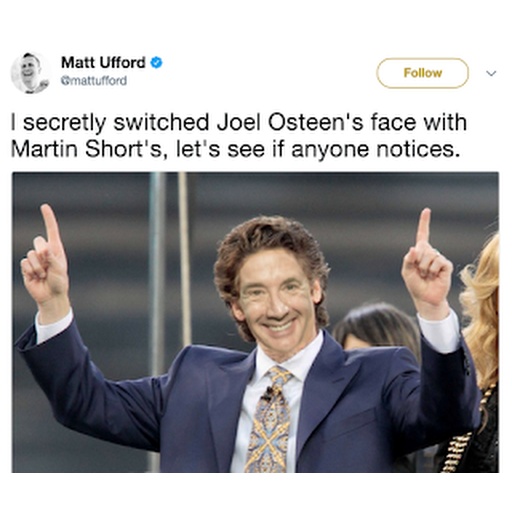 Matt Ufford
@mattufford
Follow
I secretly switched Joel Osteen's face with
Martin Short's, let's see if anyone notices.